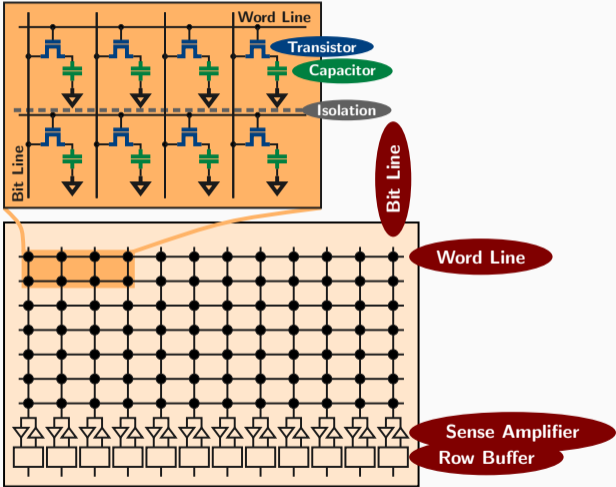 Word Line
Transistor
Capacitor
Isolation
Bit Line
Bit Line
Word Line
Sense Amplifier
Row Buffer